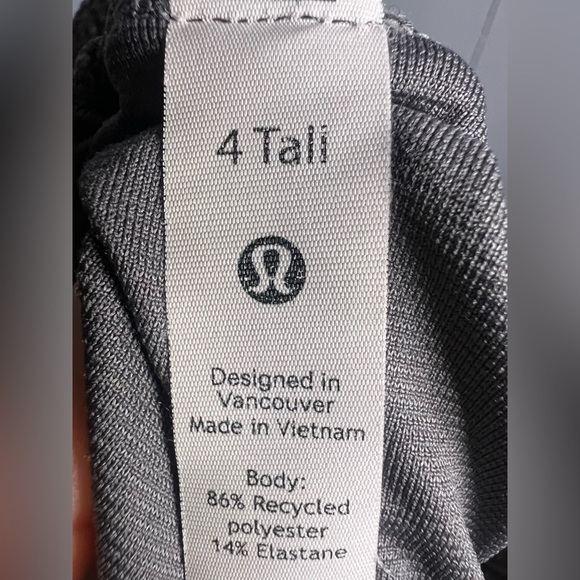 4 Tall
Designed in
Vancouver
Made in Vietnam
Body:
86% Recycled
polyester
14% Elastane